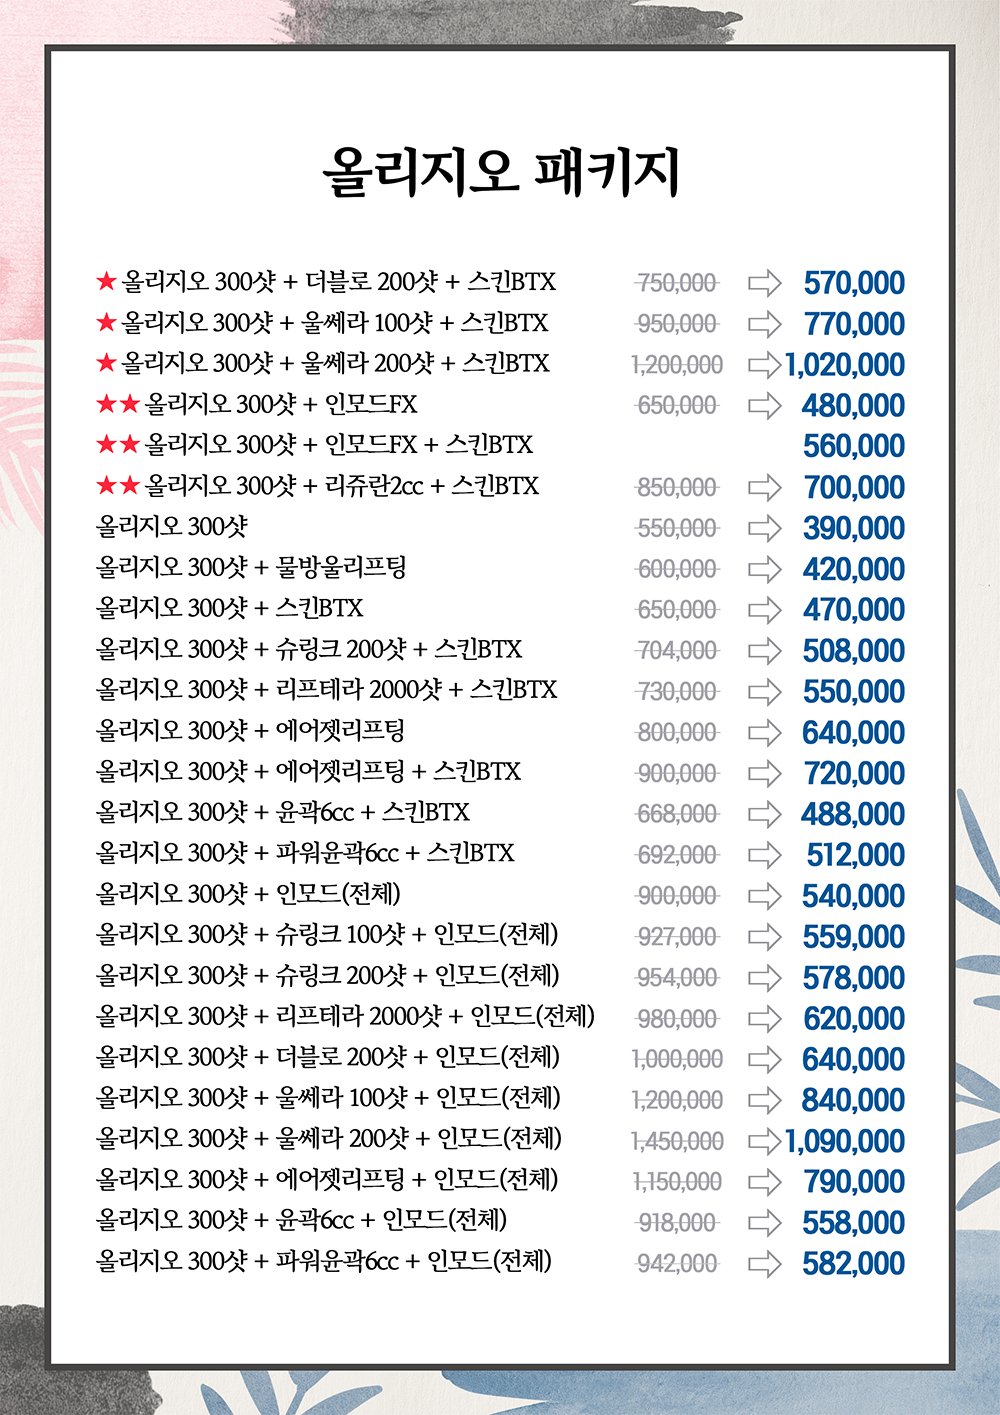 올리지오 패키지
★ 올리지오 300샷 + 더블로 200샷 + 스킨BTX 750,000 ⇨ 570,000
★ 올리지오 300샷 + 울쎄라 100샷 + 스킨BTX 950,000 ⇨ 770,000
★ 올리지오 300샷 + 울쎄라 200샷 + 스킨BTX 1,200,000 ⇨ 1,020,000
★★ 올리지오 300샷 + 인모드FX 650,000 ⇨ 480,000
★★ 올리지오 300샷 + 인모드FX + 스킨BTX 560,000
★★ 올리지오 300샷 + 리쥬란2cc + 스킨BTX 850,000 ⇨ 700,000
올리지오 300샷 550,000 ⇨ 390,000
올리지오 300샷 + 물방울리프팅 600,000 ⇨ 420,000
올리지오 300샷 + 스킨BTX 650,000 ⇨ 470,000
올리지오 300샷 + 슈링크 200샷 + 스킨BTX 704,000 ⇨ 508,000
올리지오 300샷 + 리프테라 2000샷 + 스킨BTX 730,000 ⇨ 550,000
올리지오 300샷 + 에어젯리프팅 800,000 ⇨ 640,000
올리지오 300샷 + 에어젯리프팅 + 스킨BTX 900,000 ⇨ 720,000
올리지오 300샷 + 윤곽6cc + 스킨BTX 668,000 ⇨ 488,000
올리지오 300샷 + 파워윤곽6cc + 스킨BTX 692,000 ⇨ 512,000
올리지오 300샷 + 인모드(전체) 900,000 ⇨ 540,000
올리지오 300샷 + 슈링크 100샷 + 인모드(전체) 927,000 ⇨ 559,000
올리지오 300샷 + 슈링크 200샷 + 인모드(전체) 954,000 ⇨ 578,000
올리지오 300샷 + 리프테라 2000샷 + 인모드(전체) 980,000 ⇨ 620,000
올리지오 300샷 + 더블로 200샷 + 인모드(전체) 1,000,000 ⇨ 640,000
올리지오 300샷 + 울쎄라 100샷 + 인모드(전체) 1,200,000 ⇨ 840,000
올리지오 300샷 + 울쎄라 200샷 + 인모드(전체) 1,450,000 ⇨ 1,090,000
올리지오 300샷 + 에어젯리프팅 + 인모드(전체) 1,150,000 ⇨ 790,000
올리지오 300샷 + 윤곽6cc + 인모드(전체) 918,000 ⇨ 558,000
올리지오 300샷 + 파워윤곽6cc + 인모드(전체) 942,000 ⇨ 582,000